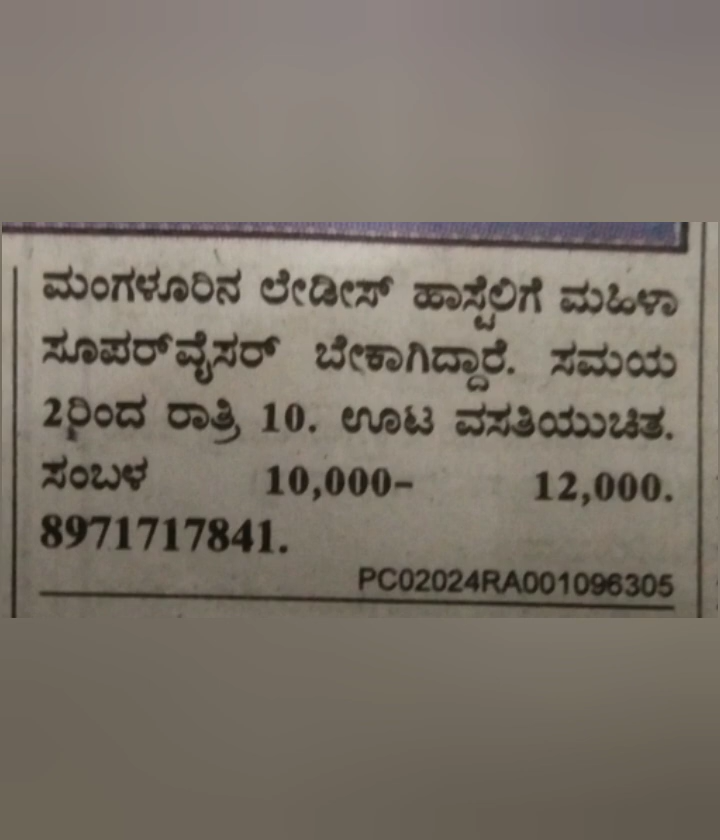 ಮಂಗಳೂರಿನ ಲೇಡೀಸ್ ಹಾಸ್ಟೆಲಿಗೆ ಮಹಿಳಾ
ಸೂಪರ್‌ವೈಸರ್ ಬೇಕಾಗಿದ್ದಾರೆ. ಸಮಯ
2ರಿಂದ ರಾತ್ರಿ 10. ಊಟ ವಸತಿಯುಚಿತ.
ಸಂಬಳ 10,000- 12,000.
8971717841.
PC02024RA001096305